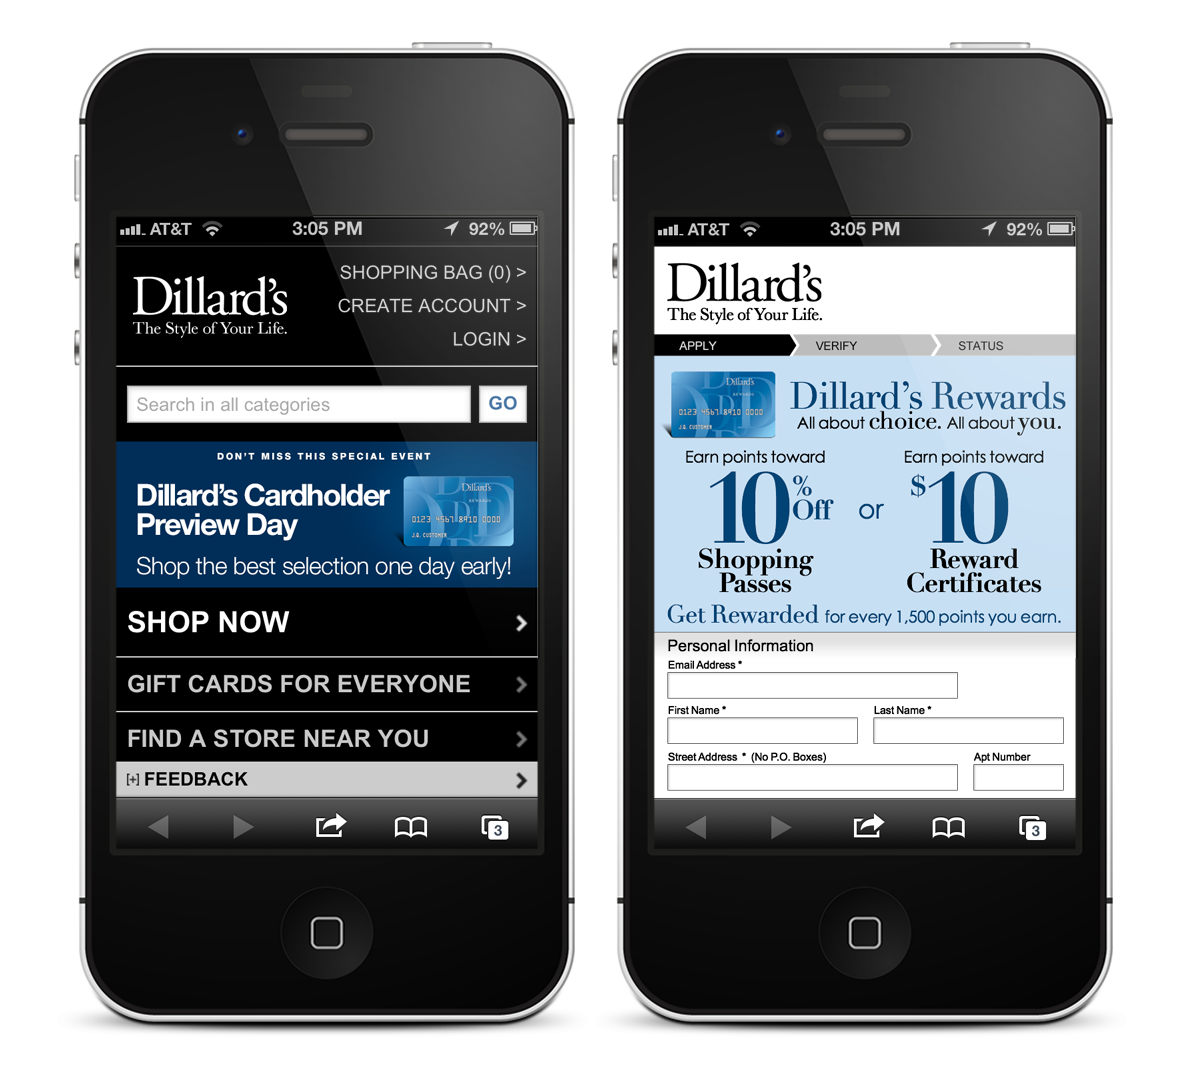 AT&T 3:05 PM 92%
Dillard's
The Style of Your Life.
SHOPPING BAG (0) >
CREATE ACCOUNT >
LOGIN >
Search in all categories GO
DON'T MISS THIS SPECIAL EVENT
Dillard's Cardholder
Preview Day
Dillard's
REWARDS
0123 4567 8910 0000
J.Q. CUSTOMER
Shop the best selection one day early!
SHOP NOW
GIFT CARDS FOR EVERYONE
FIND A STORE NEAR YOU
[+] FEEDBACK
3
AT&T 3:05 PM 92%
Dillard's
The Style of Your Life.
APPLY VERIFY STATUS
Dillard's
REWARDS
0123 4567 8910 0000
J.Q. CUSTOMER
Dillard's Rewards
All about choice. All about you.
Earn points toward
10% Off
Shopping
Passes
or
Earn points toward
$10
Reward
Certificates
Get Rewarded for every 1,500 points you earn.
Personal Information
Email Address *
First Name * Last Name *
Street Address * (No P.O. Boxes) Apt Number
3